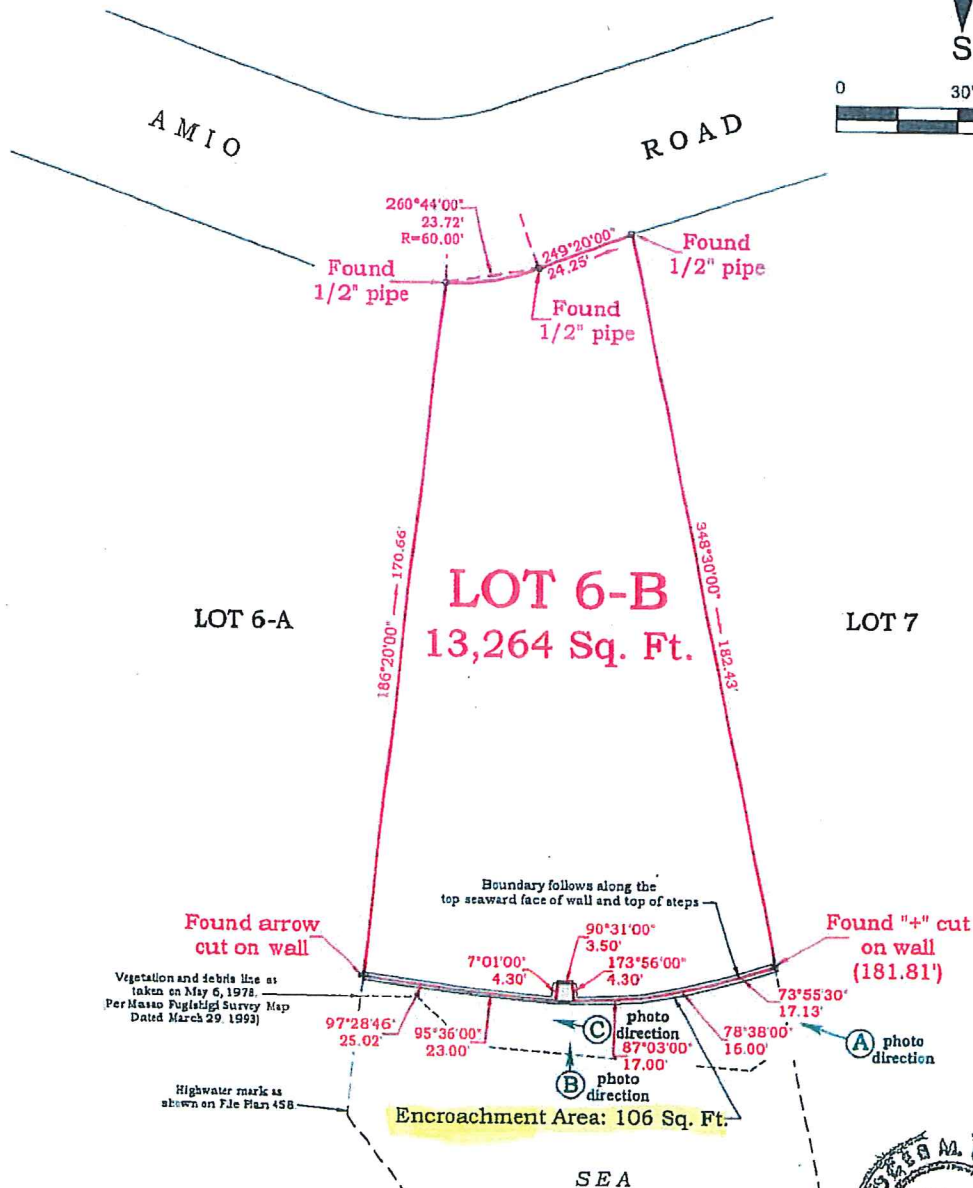 S
0 30'
AMIO
ROAD
260°44'00"
23.72'
R=60.00'
249°20'00"
24.25'
Found
1/2" pipe
Found
1/2" pipe
Found
1/2" pipe
186°20'00" 170.66'
348°30'00" 182.43'
LOT 6-A
LOT 6-B
13,264 Sq. Ft.
LOT 7
Boundary follows along the
top seaward face of wall and top of steps
Found arrow
cut on wall
Found "+" cut
on wall
(181.81')
90°31'00"
3.50'
7°01'00"
4.30'
173°56'00"
4.30'
Vegetation and debris line as
taken on May 6, 1978.
Per Masao Fugishigi Survey Map
Dated March 29, 1993)
97°28'46"
25.02'
95°36'00"
23.00'
87°03'00"
17.00'
78°38'00"
16.00'
73°55'30"
17.13'
C photo
direction
A photo
direction
B photo
direction
Highwater mark as
shown on File Plan 458
Encroachment Area: 106 Sq. Ft.
SEA
M.